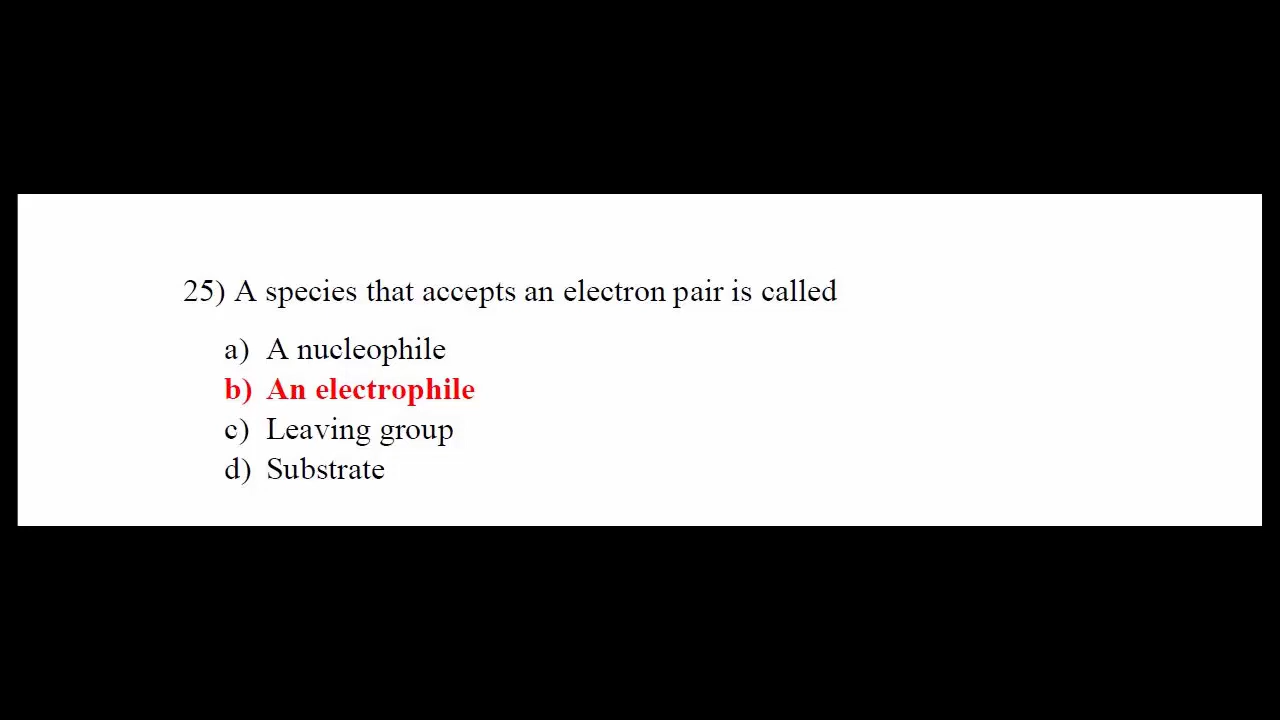 25) A species that accepts an electron pair is called
a) A nucleophile
b) An electrophile
c) Leaving group
d) Substrate